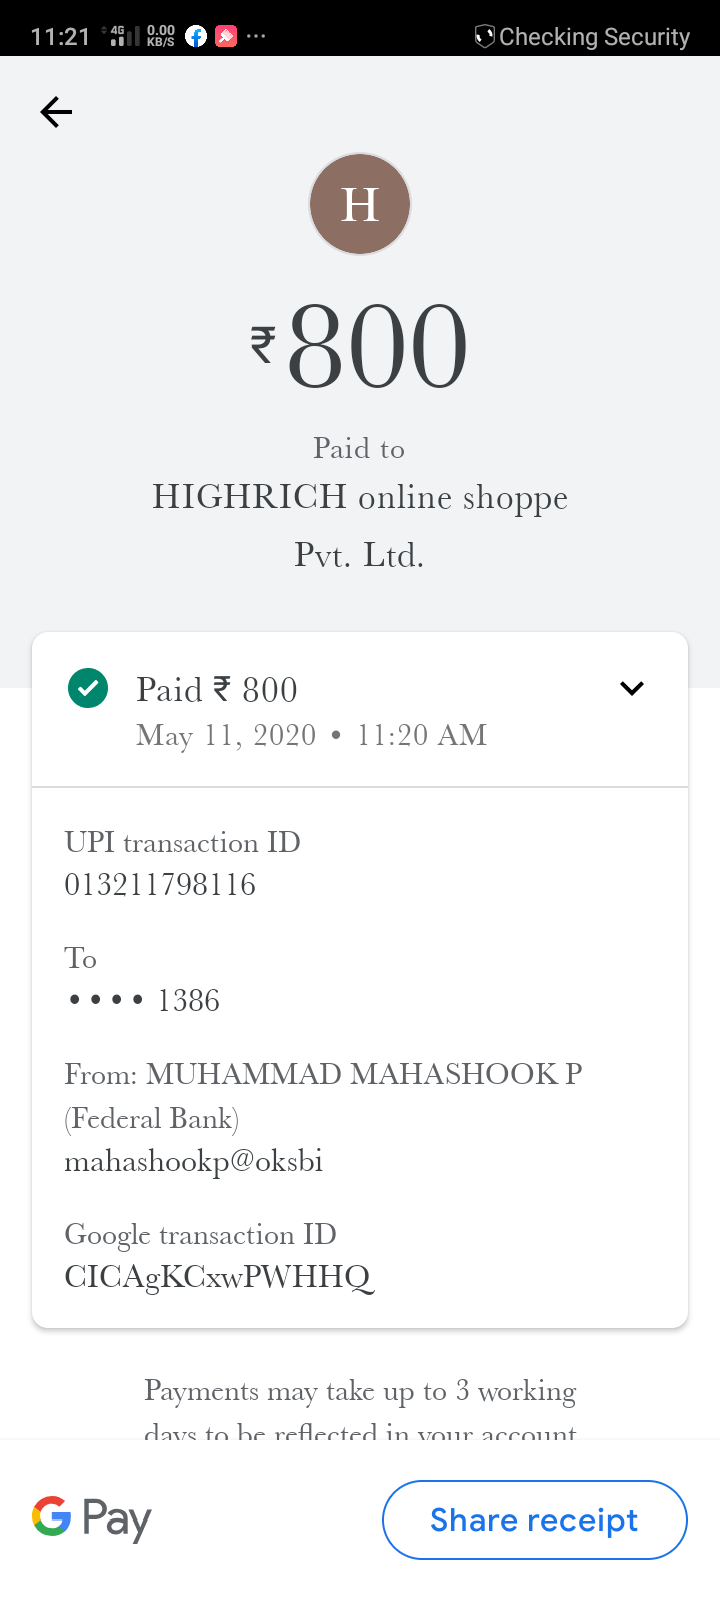 11:21 4G 0.00 KB/S Checking Security
H
₹800
Paid to
HIGHRICH online shoppe
Pvt. Ltd.
Paid ₹ 800
May 11, 2020 • 11:20 AM
UPI transaction ID
013211798116
To
•••• 1386
From: MUHAMMAD MAHASHOOK P
(Federal Bank)
mahashookp@oksbi
Google transaction ID
CICAgKCxwPWHHQ
Payments may take up to 3 working
days to be reflected in your account
G Pay
Share receipt